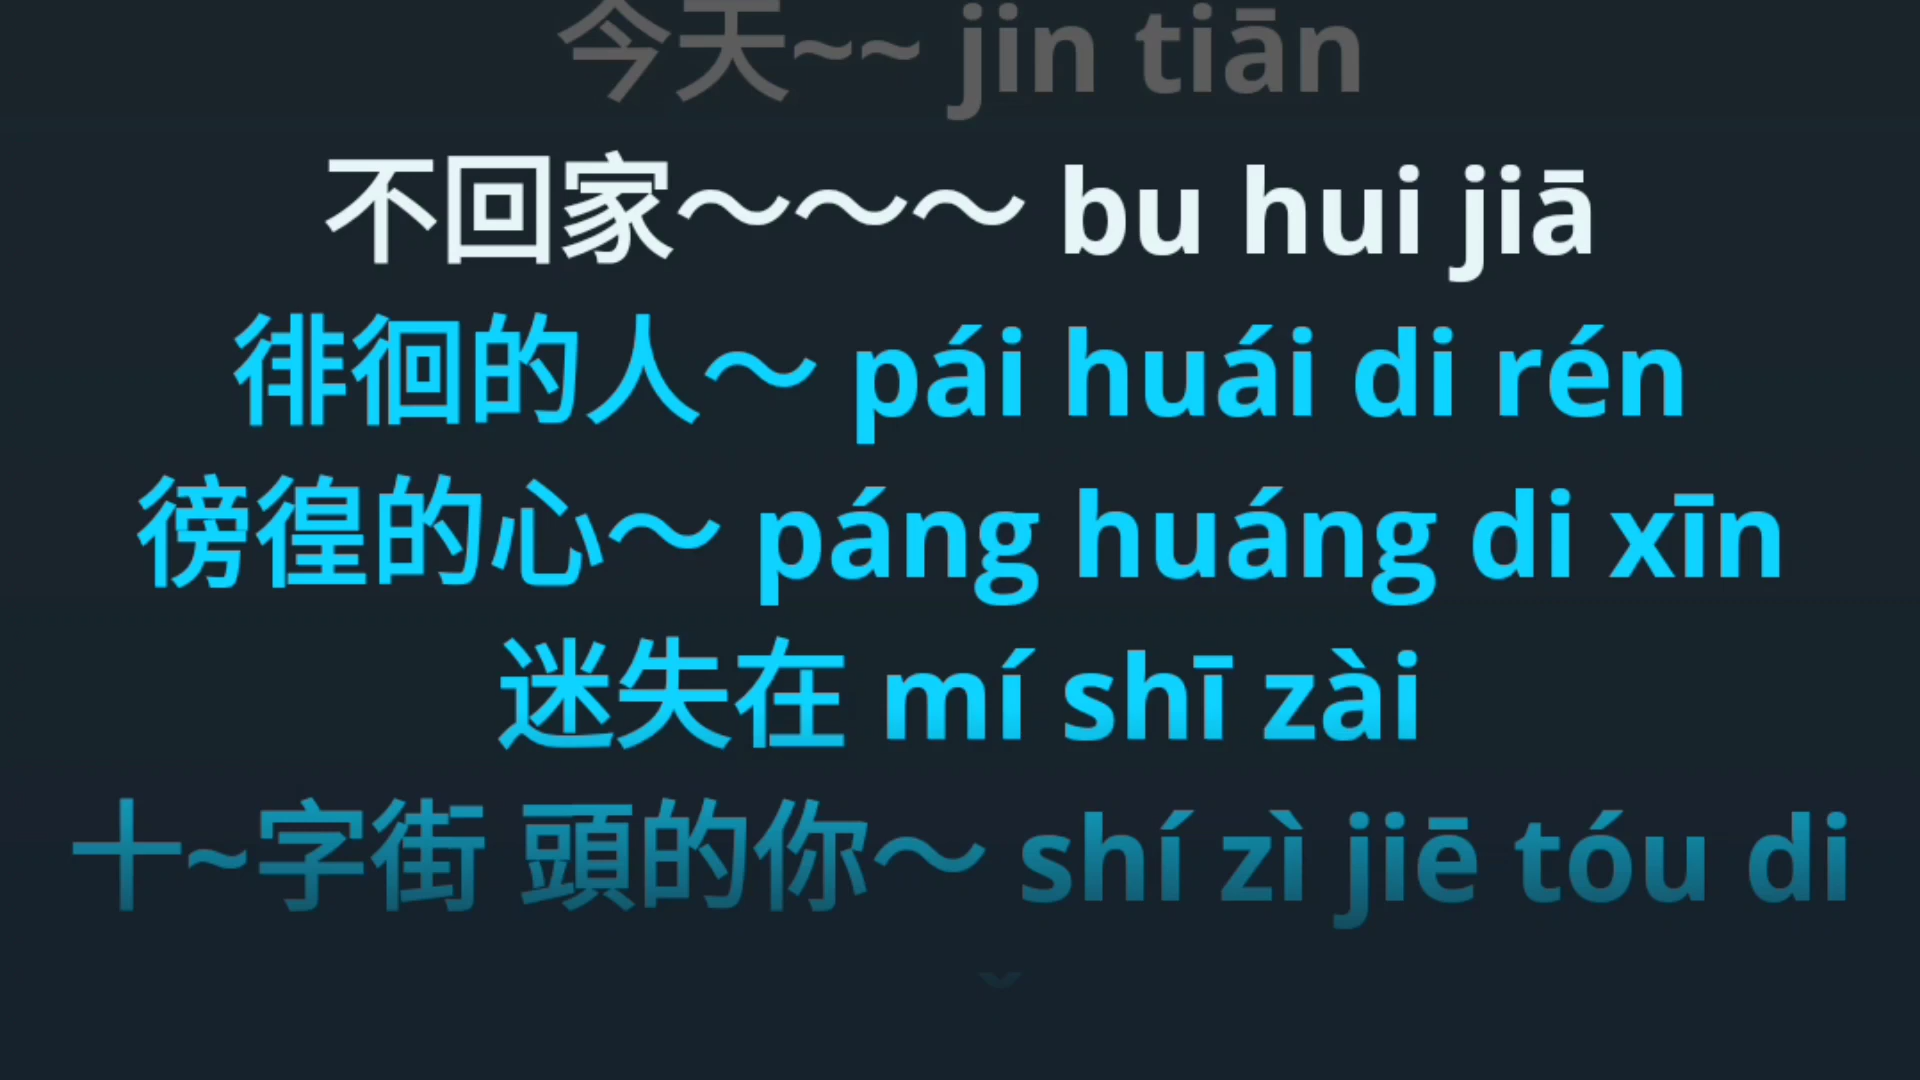 今天~~ jin tiān
不回家～～～ bu hui jiā
徘徊的人～ pái huái di rén
徬徨的心～ páng huáng di xīn
迷失在 mí shī zài
十~字街 頭的你～ shí zì jiē tóu di